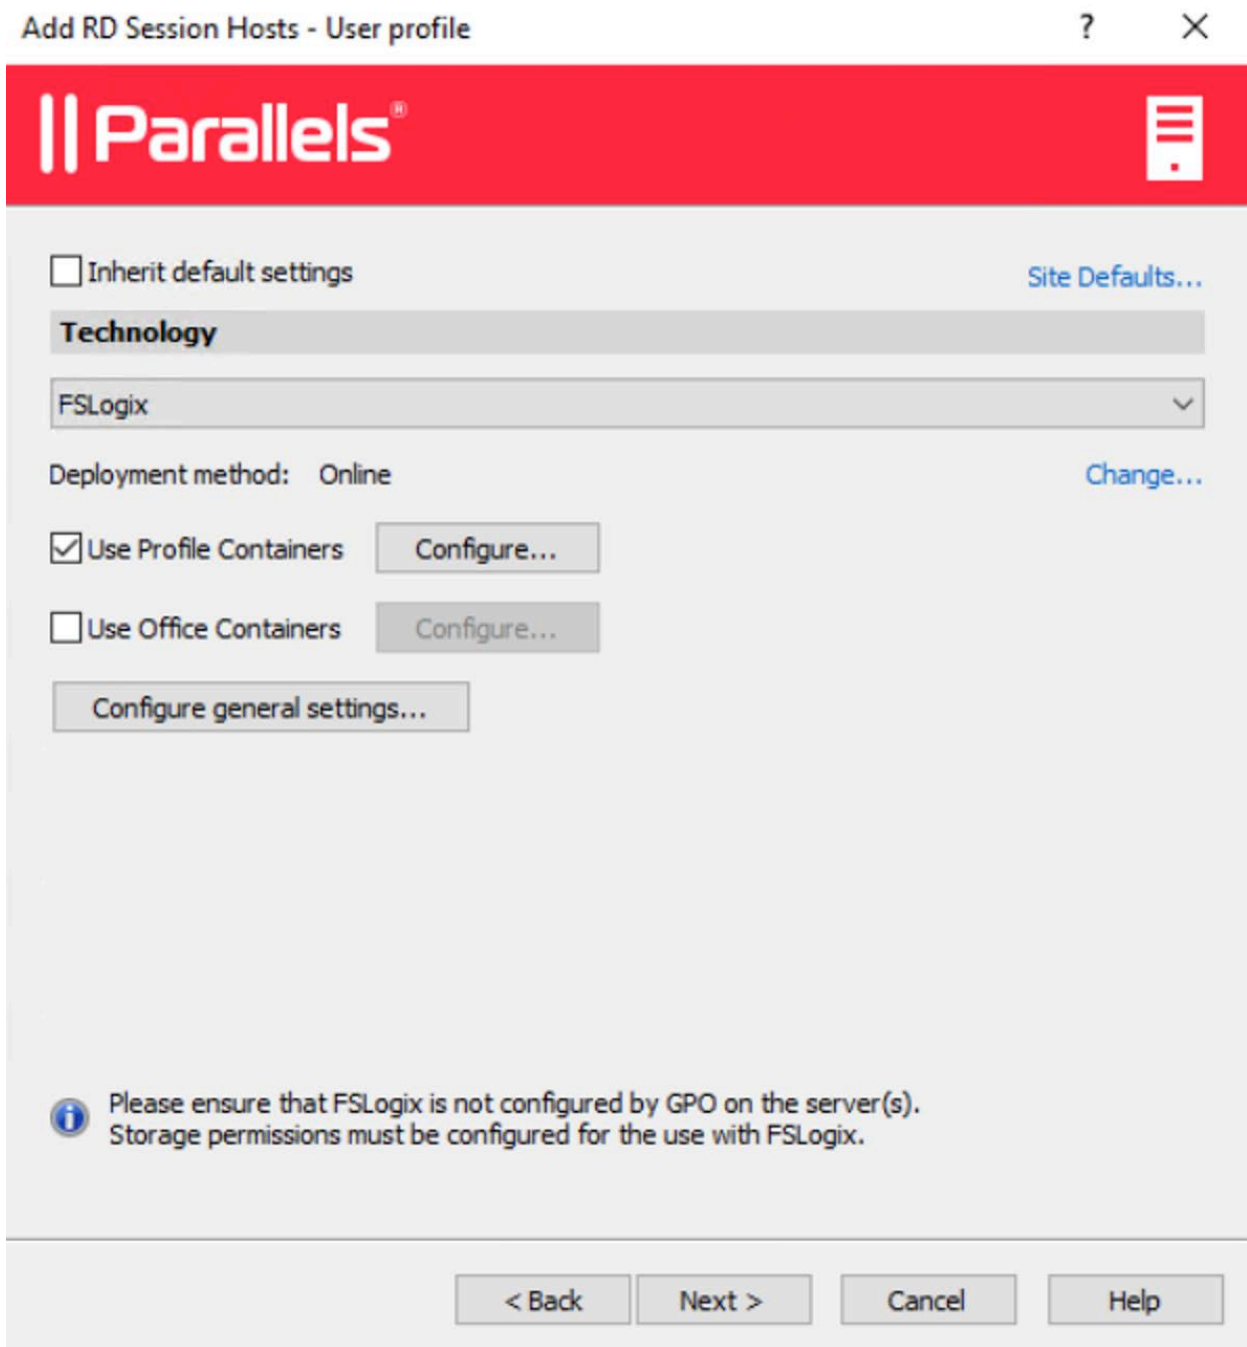 Add RD Session Hosts - User profile
?
Parallels®
Inherit default settings
Site Defaults...
Technology
FSLogix
Deployment method: Online
Change...
Use Profile Containers
Configure...
Use Office Containers
Configure...
Configure general settings...
Please ensure that FSLogix is not configured by GPO on the server(s).
Storage permissions must be configured for the use with FSLogix.
< Back
Next >
Cancel
Help